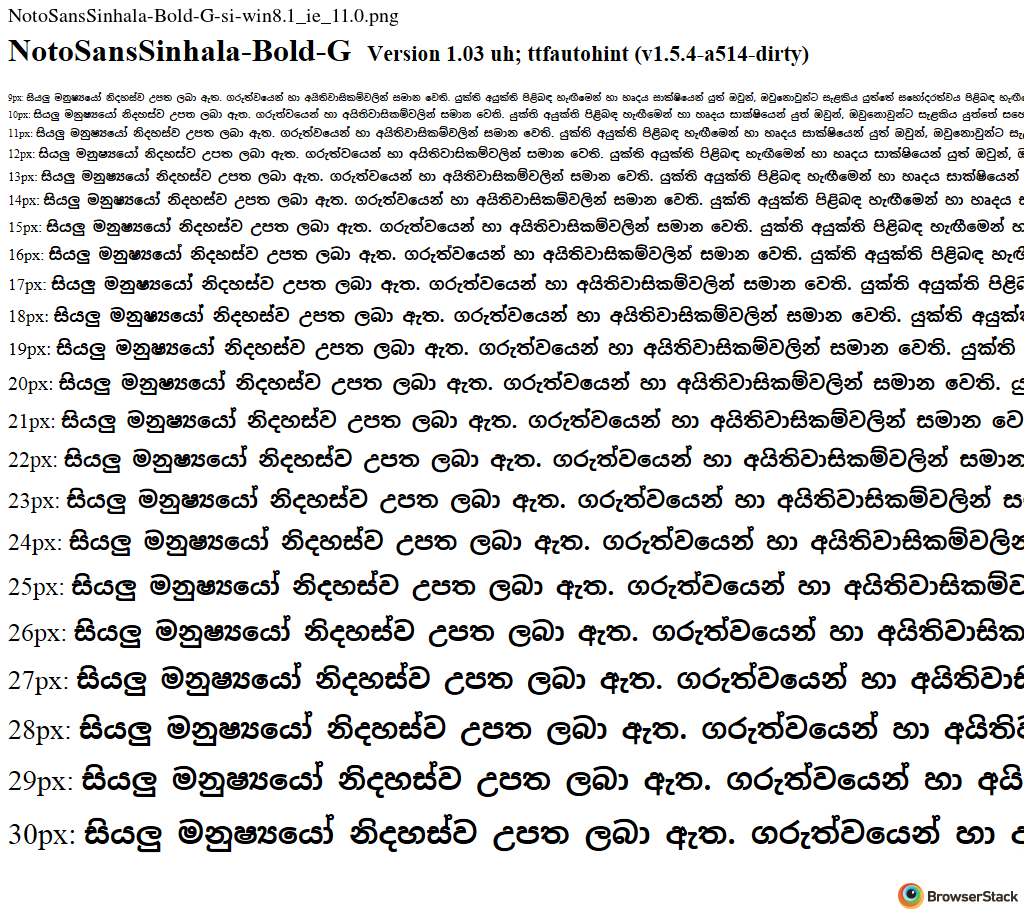 NotoSansSinhala-Bold-G-si-win8.1_ie_11.0.png
NotoSansSinhala-Bold-G Version 1.03 uh; ttfautohint (v1.5.4-a514-dirty)
9px: සියලු මනුෂ්‍යයෝ නිදහස්ව උපත ලබා ඇත. ගරුත්වයෙන් හා අයිතිවාසිකම්වලින් සමාන වෙති. යුක්ති අයුක්ති පිළිබඳ හැඟීමෙන් හා හෘදය සාක්ෂියෙන් යුත් ඔවුන්, ඔවුනොවුන්ට සැළකිය යුත්තේ සහෝදරත්වය පිළිබඳ
10px: සියලු මනුෂ්‍යයෝ නිදහස්ව උපත ලබා ඇත. ගරුත්වයෙන් හා අයිතිවාසිකම්වලින් සමාන වෙති. යුක්ති අයුක්ති පිළිබඳ හැඟීමෙන් හා හෘදය සාක්ෂියෙන් යුත් ඔවුන්, ඔවුනොවුන්ට සැළකිය යුත්තේ
11px: සියලු මනුෂ්‍යයෝ නිදහස්ව උපත ලබා ඇත. ගරුත්වයෙන් හා අයිතිවාසිකම්වලින් සමාන වෙති. යුක්ති අයුක්ති පිළිබඳ හැඟීමෙන් හා හෘදය සාක්ෂියෙන් යුත් ඔවුන්, ඔවුනොවුන්ට
12px: සියලු මනුෂ්‍යයෝ නිදහස්ව උපත ලබා ඇත. ගරුත්වයෙන් හා අයිතිවාසිකම්වලින් සමාන වෙති. යුක්ති අයුක්ති පිළිබඳ හැඟීමෙන් හා හෘදය සාක්ෂියෙන් යුත් ඔවුන්,
13px: සියලු මනුෂ්‍යයෝ නිදහස්ව උපත ලබා ඇත. ගරුත්වයෙන් හා අයිතිවාසිකම්වලින් සමාන වෙති. යුක්ති අයුක්ති පිළිබඳ හැඟීමෙන් හා හෘදය සාක්ෂියෙන්
14px: සියලු මනුෂ්‍යයෝ නිදහස්ව උපත ලබා ඇත. ගරුත්වයෙන් හා අයිතිවාසිකම්වලින් සමාන වෙති. යුක්ති අයුක්ති පිළිබඳ හැඟීමෙන් හා හෘදය
15px: සියලු මනුෂ්‍යයෝ නිදහස්ව උපත ලබා ඇත. ගරුත්වයෙන් හා අයිතිවාසිකම්වලින් සමාන වෙති. යුක්ති අයුක්ති පිළිබඳ හැඟීමෙන්
16px: සියලු මනුෂ්‍යයෝ නිදහස්ව උපත ලබා ඇත. ගරුත්වයෙන් හා අයිතිවාසිකම්වලින් සමාන වෙති. යුක්ති අයුක්ති පිළිබඳ
17px: සියලු මනුෂ්‍යයෝ නිදහස්ව උපත ලබා ඇත. ගරුත්වයෙන් හා අයිතිවාසිකම්වලින් සමාන වෙති. යුක්ති අයුක්ති
18px: සියලු මනුෂ්‍යයෝ නිදහස්ව උපත ලබා ඇත. ගරුත්වයෙන් හා අයිතිවාසිකම්වලින් සමාන වෙති. යුක්ති
19px: සියලු මනුෂ්‍යයෝ නිදහස්ව උපත ලබා ඇත. ගරුත්වයෙන් හා අයිතිවාසිකම්වලින් සමාන වෙති. යුක්ති
20px: සියලු මනුෂ්‍යයෝ නිදහස්ව උපත ලබා ඇත. ගරුත්වයෙන් හා අයිතිවාසිකම්වලින් සමාන වෙති.
21px: සියලු මනුෂ්‍යයෝ නිදහස්ව උපත ලබා ඇත. ගරුත්වයෙන් හා අයිතිවාසිකම්වලින් සමාන
22px: සියලු මනුෂ්‍යයෝ නිදහස්ව උපත ලබා ඇත. ගරුත්වයෙන් හා අයිතිවාසිකම්වලින් සමාන
23px: සියලු මනුෂ්‍යයෝ නිදහස්ව උපත ලබා ඇත. ගරුත්වයෙන් හා අයිතිවාසිකම්වලින්
24px: සියලු මනුෂ්‍යයෝ නිදහස්ව උපත ලබා ඇත. ගරුත්වයෙන් හා අයිතිවාසිකම්වලින්
25px: සියලු මනුෂ්‍යයෝ නිදහස්ව උපත ලබා ඇත. ගරුත්වයෙන් හා අයිතිවාසිකම්ව
26px: සියලු මනුෂ්‍යයෝ නිදහස්ව උපත ලබා ඇත. ගරුත්වයෙන් හා අයිතිවාසික
27px: සියලු මනුෂ්‍යයෝ නිදහස්ව උපත ලබා ඇත. ගරුත්වයෙන් හා අයිතිවාසි
28px: සියලු මනුෂ්‍යයෝ නිදහස්ව උපත ලබා ඇත. ගරුත්වයෙන් හා අයිති
29px: සියලු මනුෂ්‍යයෝ නිදහස්ව උපත ලබා ඇත. ගරුත්වයෙන් හා අයි
30px: සියලු මනුෂ්‍යයෝ නිදහස්ව උපත ලබා ඇත. ගරුත්වයෙන් හා
BrowserStack